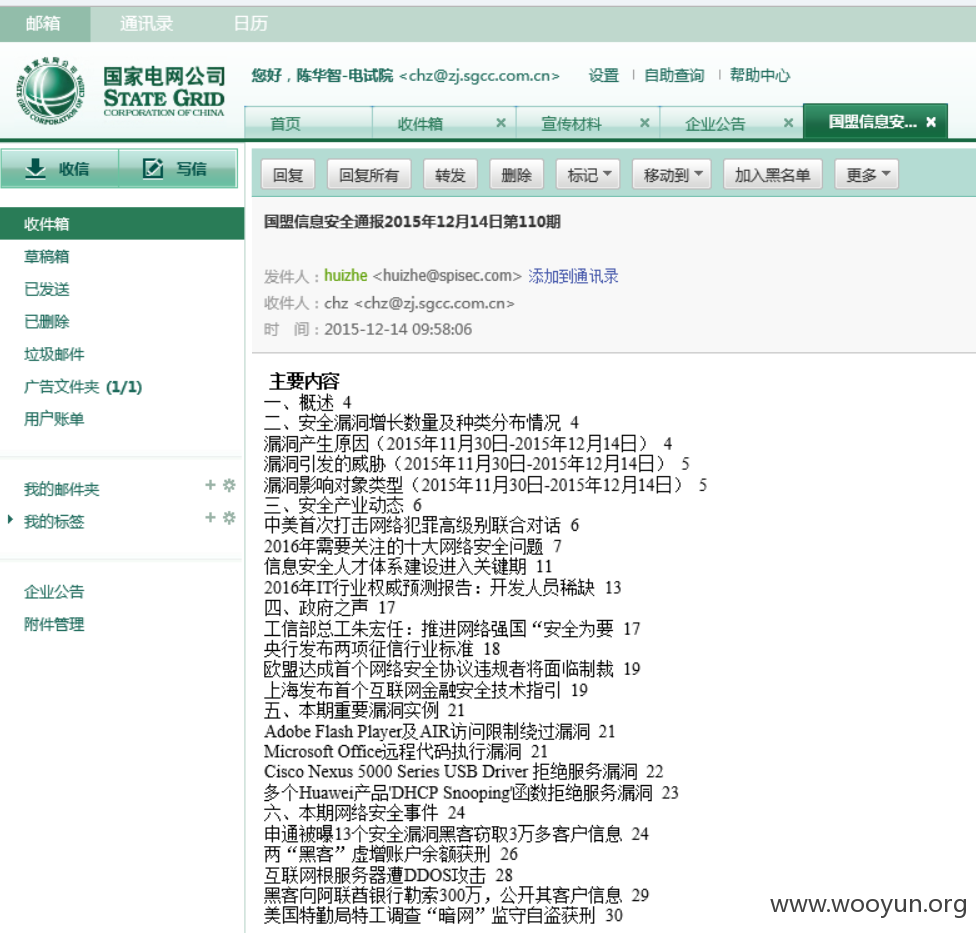 邮箱 通讯录 日历
国家电网公司
STATE GRID
CORPORATION OF CHINA
您好，陈华智-电试院 <chz@zj.sgcc.com.cn> 设置 | 自助查询 | 帮助中心
首页 收件箱 × 宣传材料 × 企业公告 × 国盟信息安... ×
收信 写信
回复 回复所有 转发 删除 标记 移动到 加入黑名单 更多
收件箱
草稿箱
已发送
已删除
垃圾邮件
广告文件夹 (1/1)
用户账单
我的邮件夹
我的标签
企业公告
附件管理
国盟信息安全通报2015年12月14日第110期
发件人：huizhe <huizhe@spisec.com> 添加到通讯录
收件人：chz <chz@zj.sgcc.com.cn>
时 间：2015-12-14 09:58:06
主要内容
一、概述 4
二、安全漏洞增长数量及种类分布情况 4
漏洞产生原因（2015年11月30日-2015年12月14日） 4
漏洞引发的威胁（2015年11月30日-2015年12月14日） 5
漏洞影响对象类型（2015年11月30日-2015年12月14日） 5
三、安全产业动态 6
中美首次打击网络犯罪高级别联合对话 6
2016年需要关注的十大网络安全问题 7
信息安全人才体系建设进入关键期 11
2016年IT行业权威预测报告：开发人员稀缺 13
四、政府之声 17
工信部总工朱宏任：推进网络强国“安全为要 17
央行发布两项征信行业标准 18
欧盟达成首个网络安全协议违规者将面临制裁 19
上海发布首个互联网金融安全技术指引 19
五、本期重要漏洞实例 21
Adobe Flash Player及AIR访问限制绕过漏洞 21
Microsoft Office远程代码执行漏洞 21
Cisco Nexus 5000 Series USB Driver 拒绝服务漏洞 22
多个Huawei产品'DHCP Snooping'函数拒绝服务漏洞 23
六、本期网络安全事件 24
申通被曝13个安全漏洞黑客窃取3万多客户信息 24
两“黑客”虚增账户余额获刑 26
互联网根服务器遭DDOS攻击 28
黑客向阿联酋银行勒索300万，公开其客户信息 29
美国特勤局特工调查“暗网”监守自盗获刑 30
www.wooyun.org